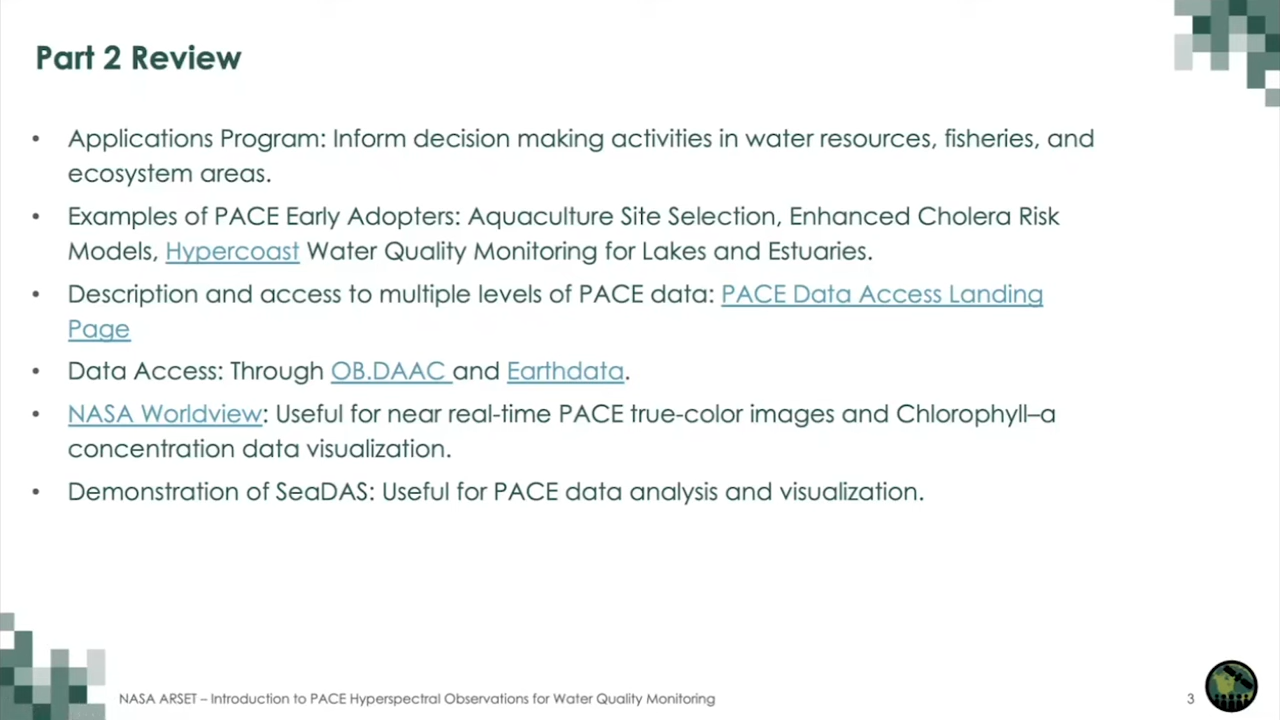 Part 2 Review
• Applications Program: Inform decision making activities in water resources, fisheries, and
ecosystem areas.
• Examples of PACE Early Adopters: Aquaculture Site Selection, Enhanced Cholera Risk
Models, Hypercoast Water Quality Monitoring for Lakes and Estuaries.
• Description and access to multiple levels of PACE data: PACE Data Access Landing
Page
• Data Access: Through OB.DAAC and Earthdata.
• NASA Worldview: Useful for near real-time PACE true-color images and Chlorophyll–a
concentration data visualization.
• Demonstration of SeaDAS: Useful for PACE data analysis and visualization.
NASA ARSET – Introduction to PACE Hyperspectral Observations for Water Quality Monitoring
3